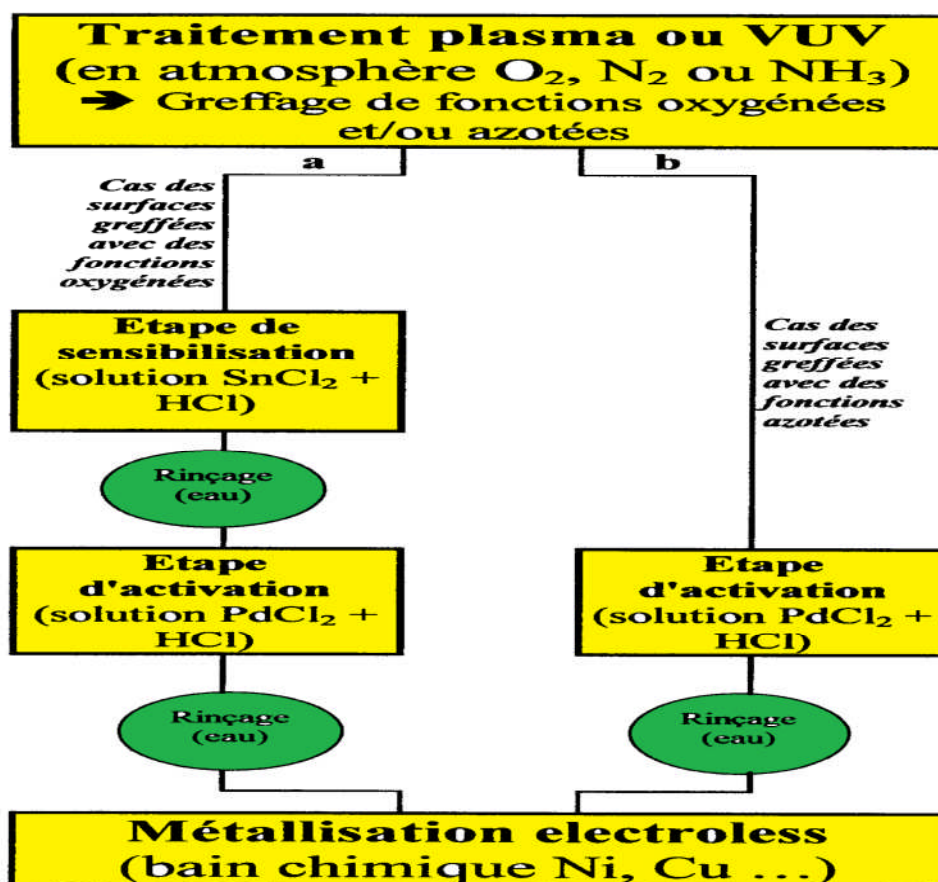 Traitement plasma ou VUV
(en atmosphère O₂, N₂ ou NH₃)
➔ Greffage de fonctions oxygénées
et/ou azotées
a
b
Cas des
surfaces
greffées
avec des
fonctions
oxygénées
Etape de
sensibilisation
(solution SnCl₂ +
HCl)
Rinçage
(eau)
Etape
d'activation
(solution PdCl₂ +
HCl)
Rinçage
(eau)
Cas des
surfaces
greffées
avec des
fonctions
azotées
Etape
d'activation
(solution PdCl₂ +
HCl)
Rinçage
(eau)
Métallisation electroless
(bain chimique Ni, Cu ...)